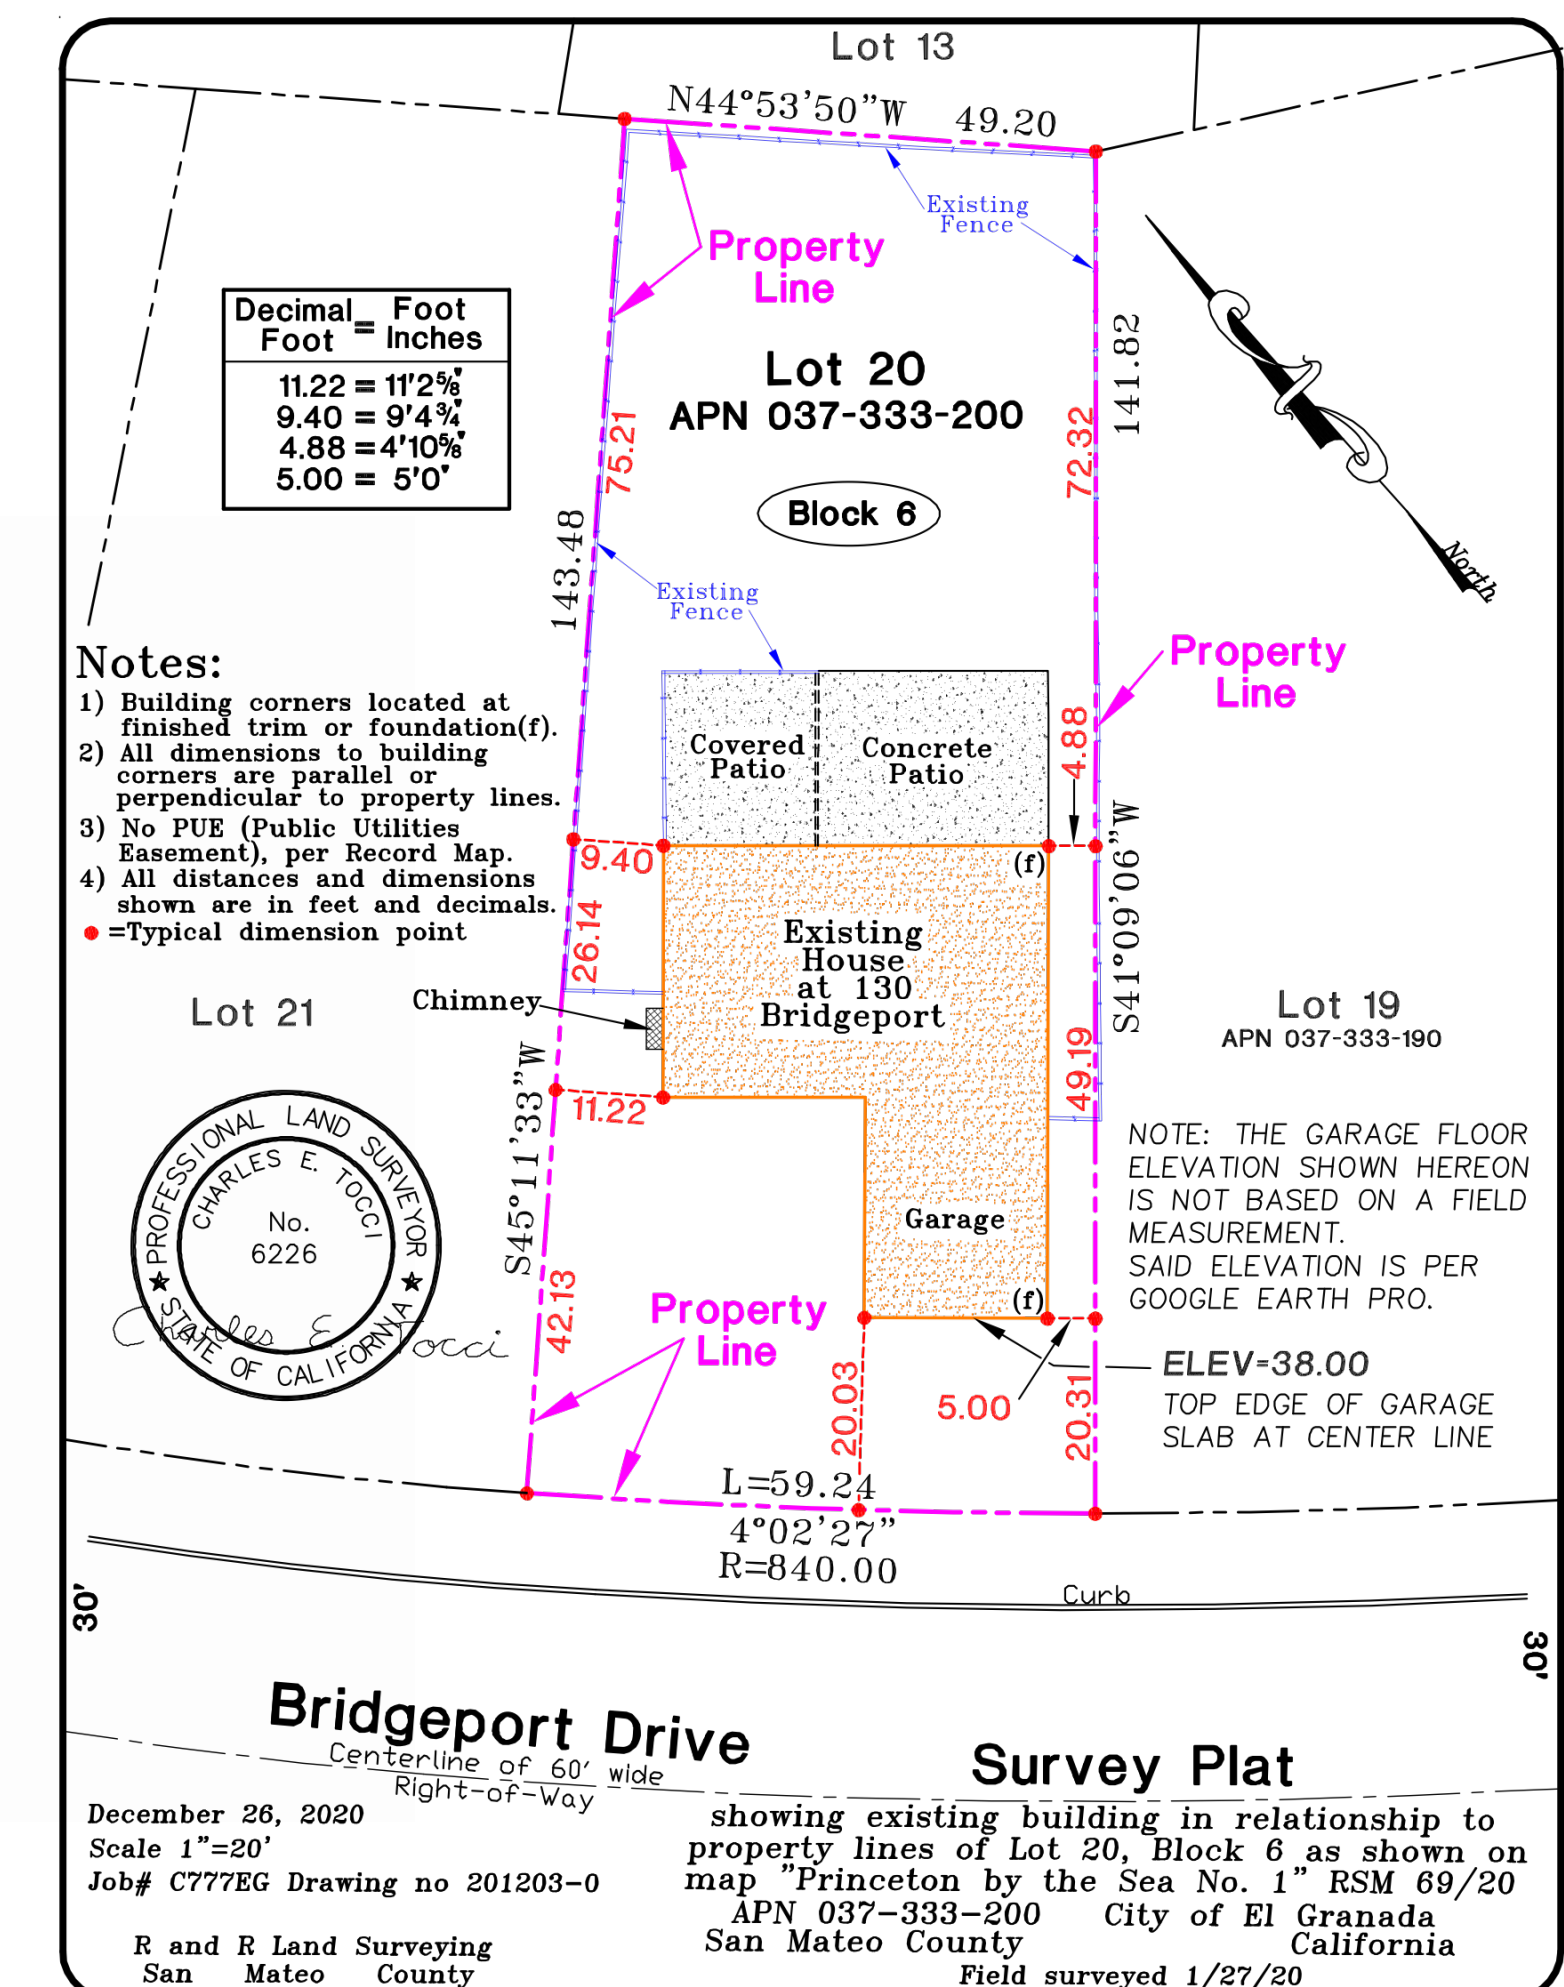 Lot 13
N44°53'50"W 49.20
Existing
Fence
Property
Line
Decimal Foot = Foot Inches
11.22 = 11'2⅝"
9.40 = 9'4¾"
4.88 = 4'10⅝"
5.00 = 5'0"
Lot 20
APN 037-333-200
Block 6
75.21
72.32
141.82
143.48
North
Existing
Fence
Property
Line
Notes:
1) Building corners located at
finished trim or foundation(f).
2) All dimensions to building
corners are parallel or
perpendicular to property lines.
3) No PUE (Public Utilities
Easement), per Record Map.
4) All distances and dimensions
shown are in feet and decimals.
=Typical dimension point
Covered
Patio
Concrete
Patio
4.88
9.40
(f)
26.14
S41°09'06"W
Existing
House
at 130
Bridgeport
Chimney
Lot 21
Lot 19
APN 037-333-190
49.19
11.22
S45°11'33"W
PROFESSIONAL LAND SURVEYOR
CHARLES E. TOCCI
No.
6226
STATE OF CALIFORNIA
Charles E. Tocci
NOTE: THE GARAGE FLOOR
ELEVATION SHOWN HEREON
IS NOT BASED ON A FIELD
MEASUREMENT.
SAID ELEVATION IS PER
GOOGLE EARTH PRO.
Garage
(f)
42.13
Property
Line
ELEV=38.00
TOP EDGE OF GARAGE
SLAB AT CENTER LINE
20.03
5.00
20.31
L=59.24
4°02'27"
R=840.00
Curb
30'
30'
Bridgeport Drive
Centerline of 60' wide
Right-of-Way
Survey Plat
showing existing building in relationship to
property lines of Lot 20, Block 6 as shown on
map "Princeton by the Sea No. 1" RSM 69/20
APN 037-333-200 City of El Granada
San Mateo County California
Field surveyed 1/27/20
December 26, 2020
Scale 1"=20'
Job# C777EG Drawing no 201203-0
R and R Land Surveying
San Mateo County